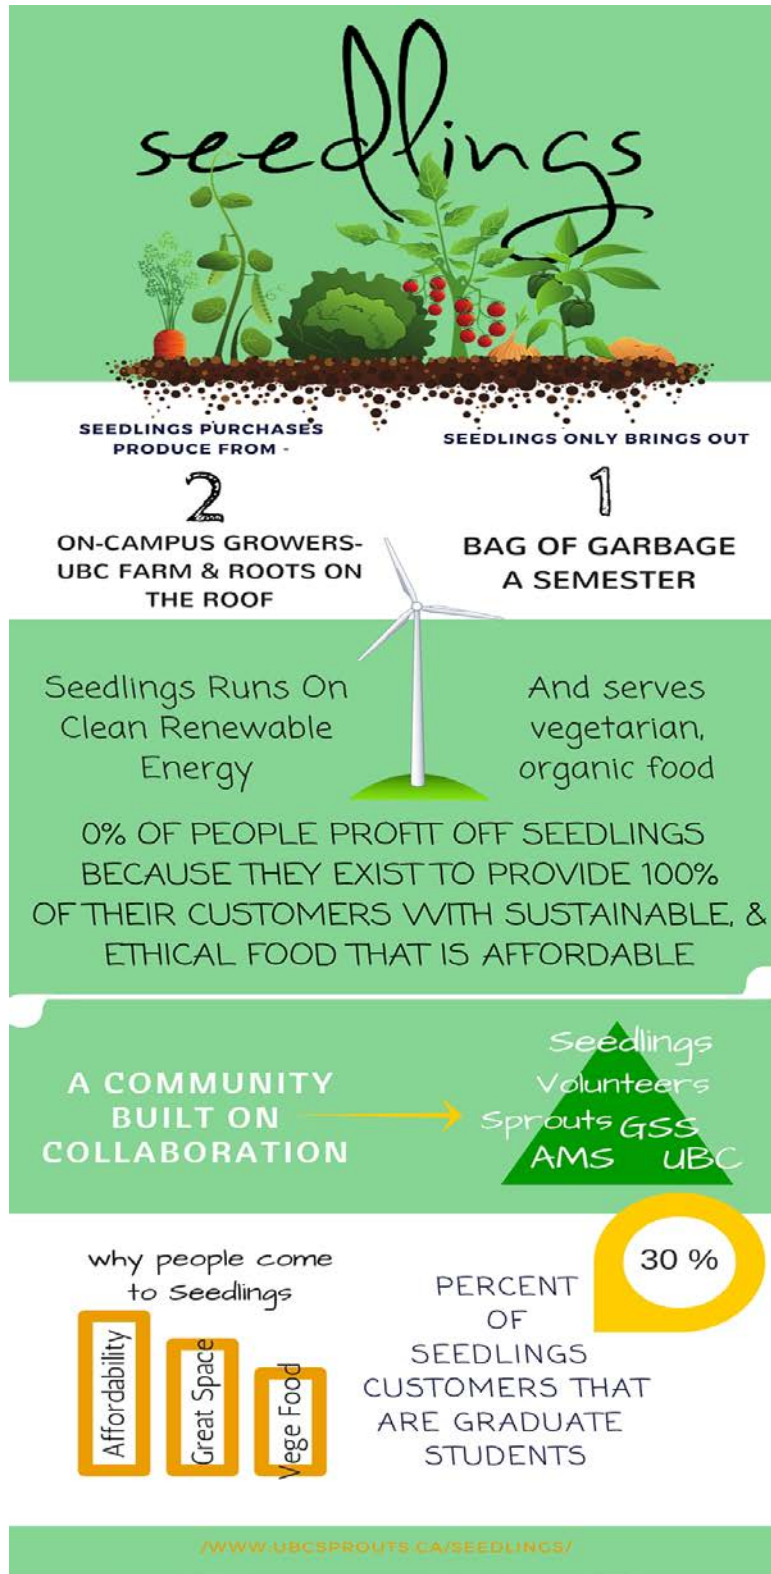 seedlings
SEEDLINGS PURCHASES
PRODUCE FROM -
2
ON-CAMPUS GROWERS-
UBC FARM & ROOTS ON
THE ROOF
SEEDLINGS ONLY BRINGS OUT
1
BAG OF GARBAGE
A SEMESTER
Seedlings Runs On
Clean Renewable
Energy
And serves
vegetarian,
organic food
0% OF PEOPLE PROFIT OFF SEEDLINGS
BECAUSE THEY EXIST TO PROVIDE 100%
OF THEIR CUSTOMERS WITH SUSTAINABLE, &
ETHICAL FOOD THAT IS AFFORDABLE
A COMMUNITY
BUILT ON
COLLABORATION
Seedlings
Volunteers
Sprouts GSS
AMS UBC
why people come
to Seedlings
Affordability
Great Space
Vege Food
30 %
PERCENT
OF
SEEDLINGS
CUSTOMERS THAT
ARE GRADUATE
STUDENTS
/WWW.UBCSPROUTS.CA/SEEDLINGS/